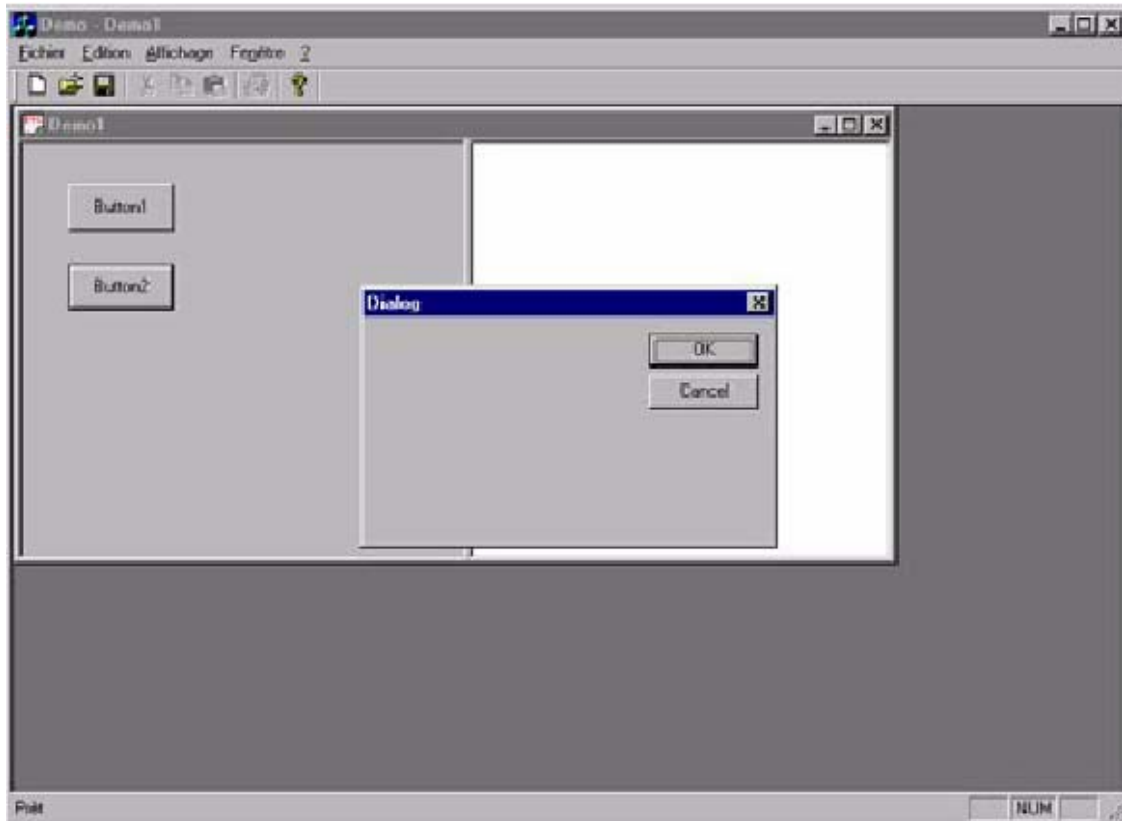 Demo - Demo1
Fichier Edition Affichage Fenêtre ?
Demo1
Button1
Button2
Dialog
OK
Cancel
Prêt
NUM